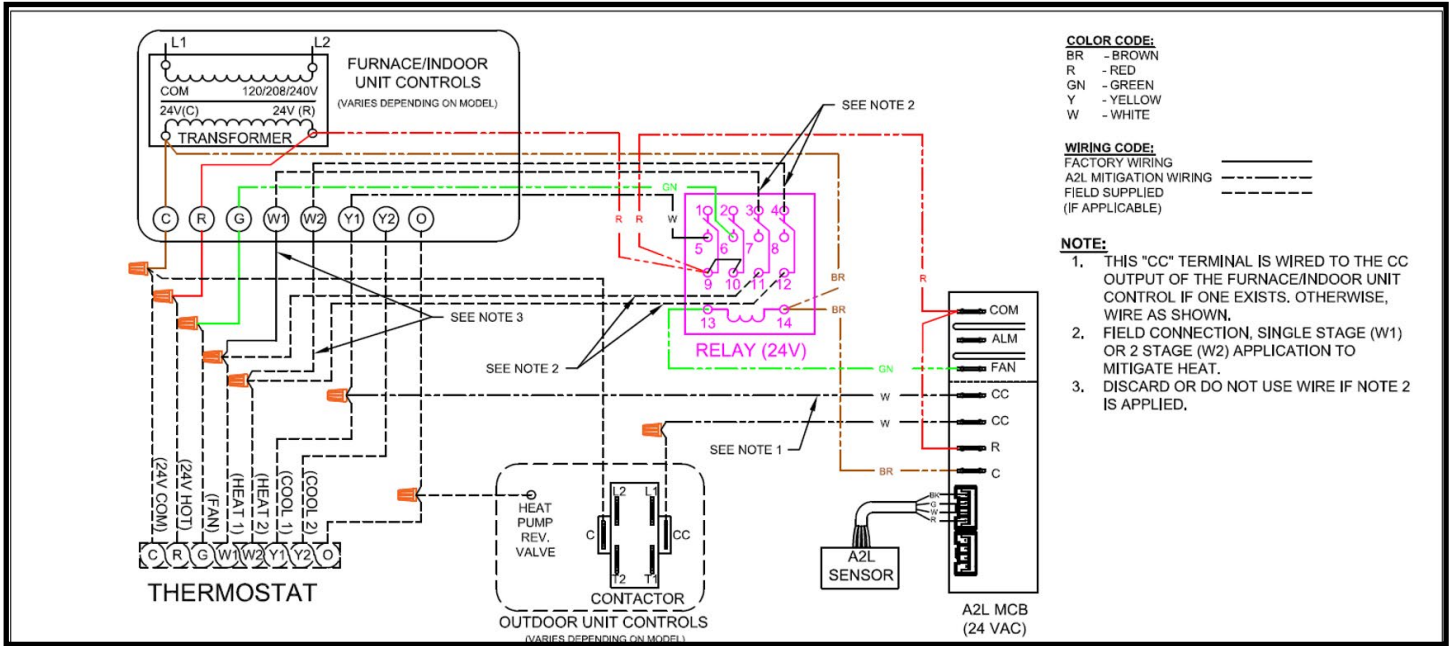 L1 L2
FURNACE/INDOOR
UNIT CONTROLS
(VARIES DEPENDING ON MODEL)
COM 120/208/240V
24V(C) 24V (R)
TRANSFORMER
C R G W1 W2 Y1 Y2 O
GN
R R W
SEE NOTE 2
1 2 3 4
5 6 7 8
9 10 11 12
13 14
RELAY (24V)
BR
BR
R
SEE NOTE 3
SEE NOTE 2
GN
W
W
SEE NOTE 1
BR
COM
ALM
FAN
CC
CC
R
C
BK
G
W
R
A2L
SENSOR
A2L MCB
(24 VAC)
(24V COM)
(24V HOT)
(FAN)
(HEAT 1)
(HEAT 2)
(COOL 1)
(COOL 2)
C R G W1 W2 Y1 Y2 O
THERMOSTAT
HEAT
PUMP
REV.
VALVE
L2 L1
C CC
T2 T1
CONTACTOR
OUTDOOR UNIT CONTROLS
(VARIES DEPENDING ON MODEL)
COLOR CODE:
BR - BROWN
R - RED
GN - GREEN
Y - YELLOW
W - WHITE
WIRING CODE:
FACTORY WIRING
A2L MITIGATION WIRING
FIELD SUPPLIED
(IF APPLICABLE)
NOTE:
1. THIS "CC" TERMINAL IS WIRED TO THE CC
OUTPUT OF THE FURNACE/INDOOR UNIT
CONTROL IF ONE EXISTS. OTHERWISE,
WIRE AS SHOWN.
2. FIELD CONNECTION, SINGLE STAGE (W1)
OR 2 STAGE (W2) APPLICATION TO
MITIGATE HEAT.
3. DISCARD OR DO NOT USE WIRE IF NOTE 2
IS APPLIED.